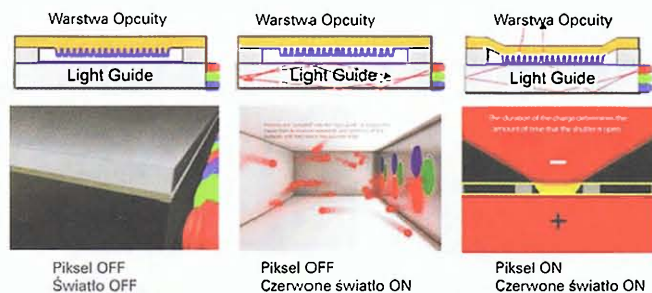 Warstwa Opcuity
Warstwa Opcuity
Warstwa Opcuity
Light Guide
Light Guide
Light Guide
The duration of the charge determines the
amount of time that the shutter is open
−
+
Piksel OFF
Światło OFF
Piksel OFF
Czerwone światło ON
Piksel ON
Czerwone światło ON